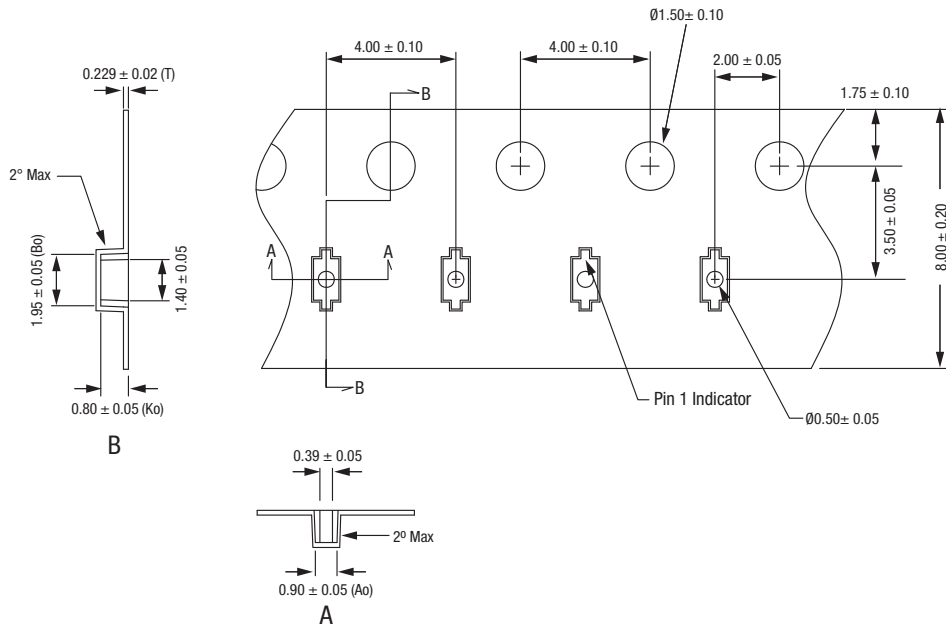 Ø1.50± 0.10
4.00 ± 0.10
4.00 ± 0.10
2.00 ± 0.05
0.229 ± 0.02 (T)
B
1.75 ± 0.10
2° Max
1.95 ± 0.05 (Bo)
1.40 ± 0.05
A
A
3.50 ± 0.05
8.00 ± 0.20
B
0.80 ± 0.05 (Ko)
B
Pin 1 Indicator
Ø0.50± 0.05
0.39 ± 0.05
2º Max
0.90 ± 0.05 (Ao)
A